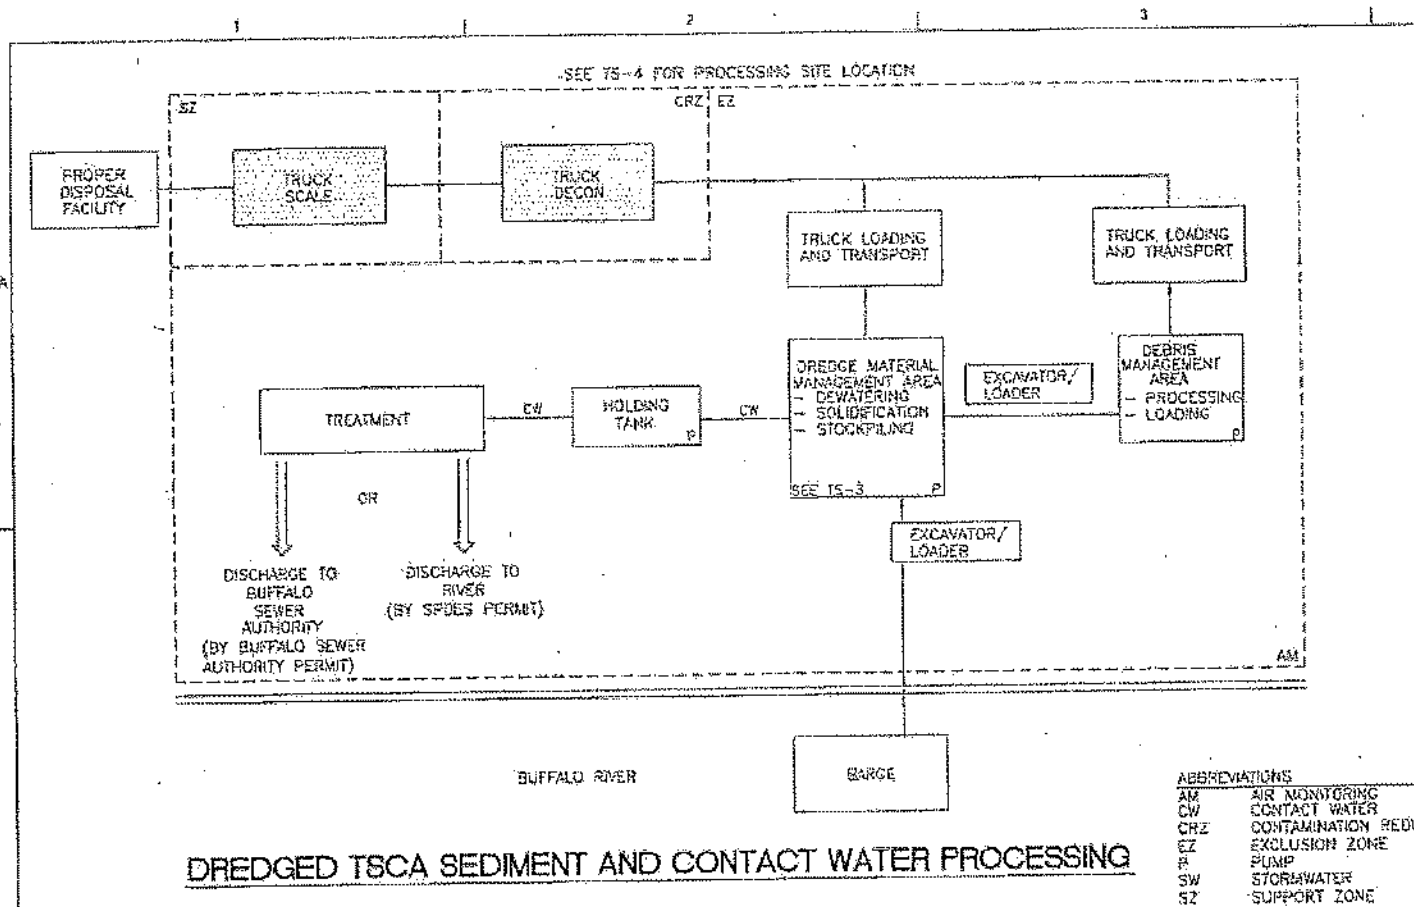 1 2 3
SEE TS-4 FOR PROCESSING SITE LOCATION
SZ
CRZ
EZ
PROPER
DISPOSAL
FACILITY
TRUCK
SCALE
TRUCK
DECON
TRUCK LOADING
AND TRANSPORT
TRUCK LOADING
AND TRANSPORT
TREATMENT
CW
HOLDING
TANK
P
CW
DREDGE MATERIAL
MANAGEMENT AREA
- DEWATERING
- SOLIDIFICATION
- STOCKPILING
SEE TS-3
P
EXCAVATOR/
LOADER
DEBRIS
MANAGEMENT
AREA
- PROCESSING
- LOADING
P
OR
EXCAVATOR/
LOADER
DISCHARGE TO
BUFFALO
SEWER
AUTHORITY
(BY BUFFALO SEWER
AUTHORITY PERMIT)
DISCHARGE TO
RIVER
(BY SPDES PERMIT)
AM
BUFFALO RIVER
BARGE
DREDGED TSCA SEDIMENT AND CONTACT WATER PROCESSING
ABBREVIATIONS
AM AIR MONITORING
CW CONTACT WATER
CRZ CONTAMINATION REDU
EZ EXCLUSION ZONE
P PUMP
SW STORMWATER
SZ SUPPORT ZONE